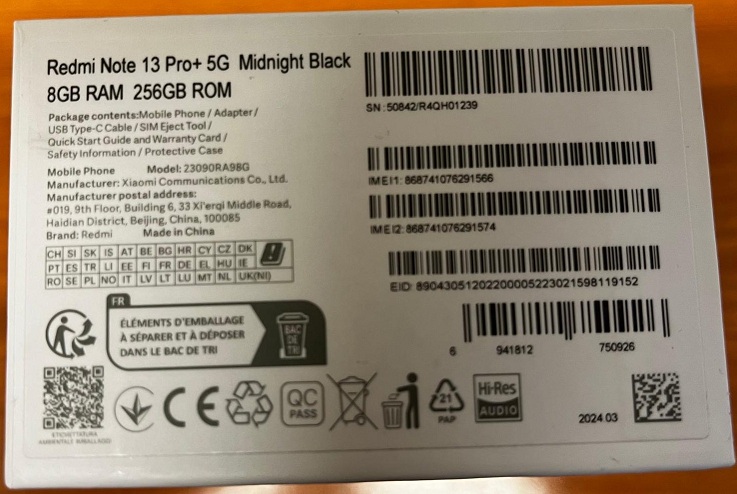 Redmi Note 13 Pro+ 5G Midnight Black
8GB RAM 256GB ROM
Package contents:Mobile Phone / Adapter /
USB Type-C Cable / SIM Eject Tool /
Quick Start Guide and Warranty Card /
Safety Information / Protective Case
Mobile Phone Model: 23090RA98G
Manufacturer: Xiaomi Communications Co., Ltd.
Manufacturer postal address:
#019, 9th Floor, Building 6, 33 Xi'erqi Middle Road,
Haidian District, Beijing, China, 100085
Brand: Redmi Made in China
CH SI SK IS AT BE BG HR CY CZ DK
PT ES TR LI EE FI FR DE EL HU IE
RO SE PL NO IT LV LT LU MT NL UK(NI)
FR
ÉLÉMENTS D'EMBALLAGE
À SÉPARER ET À DÉPOSER
DANS LE BAC DE TRI
BAC
DE
TRI
ETICHETTATURA
AMBIENTALE IMBALLAGGI
CE
QC
PASS
21
PAP
Hi-Res
AUDIO
SN : 50842/R4QH01239
IMEI1: 868741076291566
IMEI2: 868741076291574
EID: 89043051202200005223021598119152
6 941812 750926
2024 03